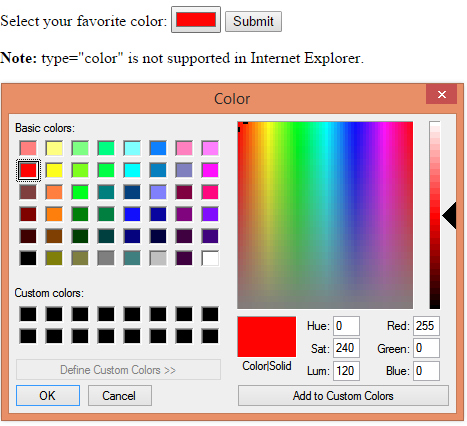 Select your favorite color: Submit
Note: type="color" is not supported in Internet Explorer.
Color
Basic colors:
Custom colors:
Define Custom Colors >>
OK Cancel
Color|Solid
Hue: 0 Red: 255
Sat: 240 Green: 0
Lum: 120 Blue: 0
Add to Custom Colors